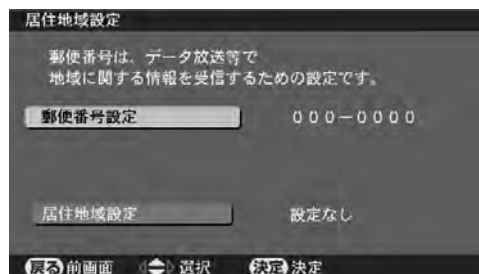 居住地域設定
郵便番号は、データ放送等で
地域に関する情報を受信するための設定です。
郵便番号設定 000-0000
居住地域設定 設定なし
戻る 前画面 選択 決定 決定